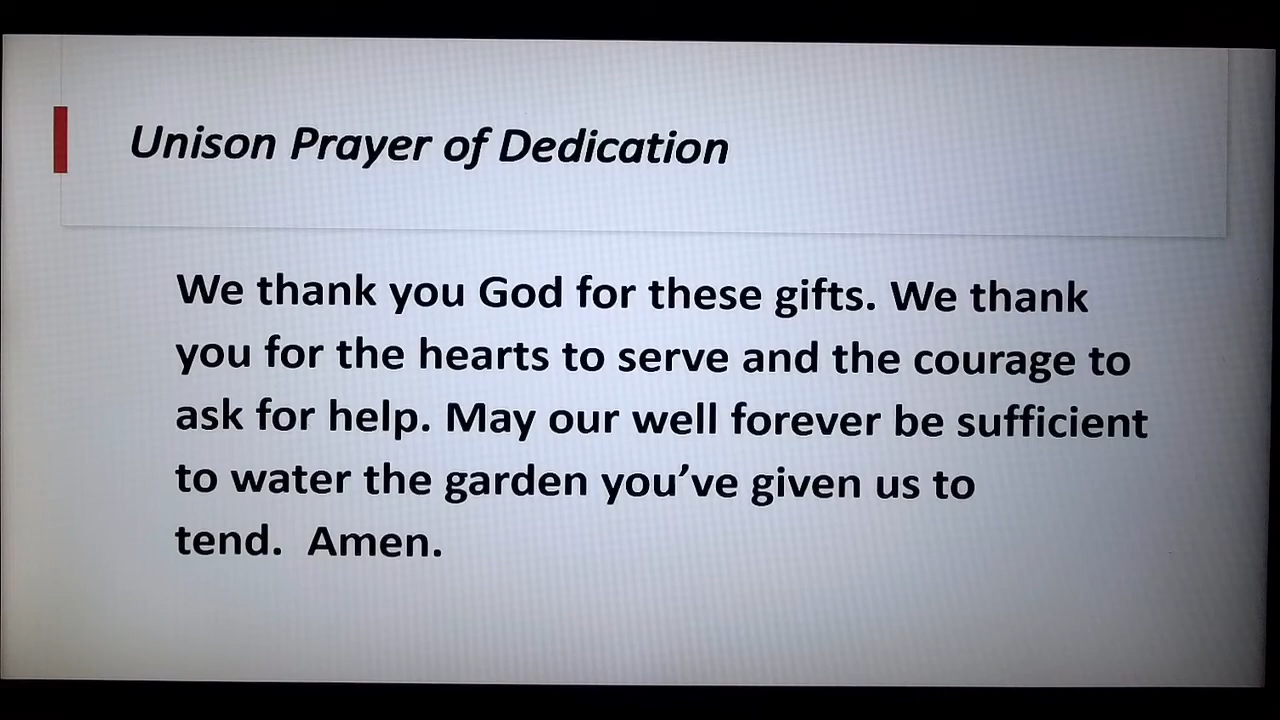 Unison Prayer of Dedication
We thank you God for these gifts. We thank
you for the hearts to serve and the courage to
ask for help. May our well forever be sufficient
to water the garden you’ve given us to
tend.  Amen.